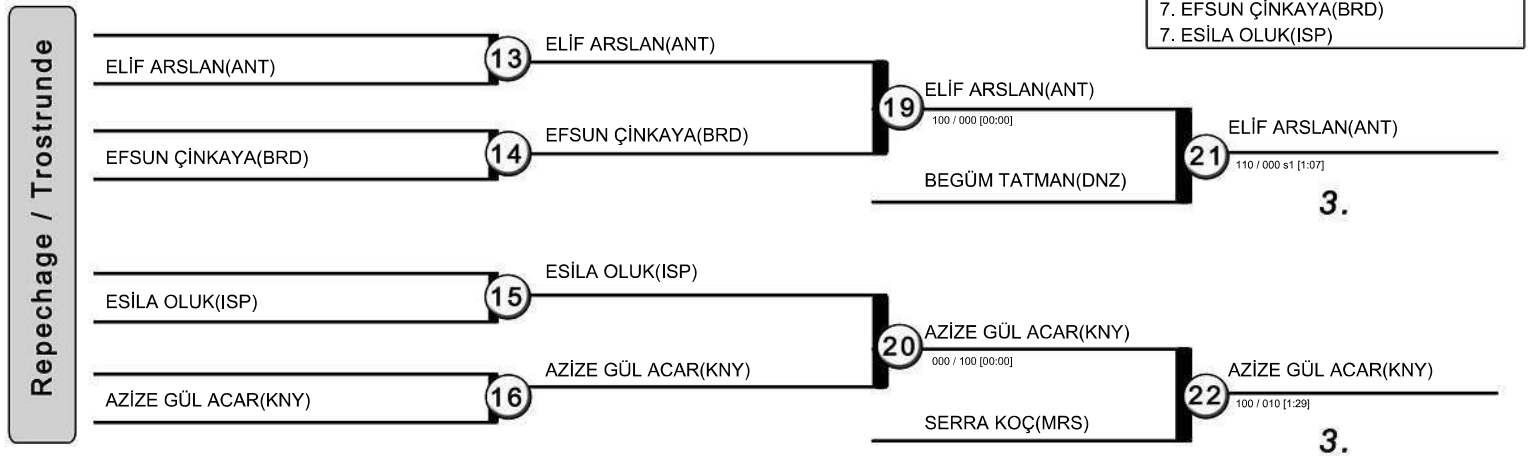 7. EFSUN ÇİNKAYA(BRD)
7. ESİLA OLUK(ISP)
Repechage / Trostrunde
ELİF ARSLAN(ANT)
13
ELİF ARSLAN(ANT)
EFSUN ÇİNKAYA(BRD)
14
EFSUN ÇİNKAYA(BRD)
19
ELİF ARSLAN(ANT)
100 / 000 [00:00]
BEGÜM TATMAN(DNZ)
21
ELİF ARSLAN(ANT)
110 / 000 s1 [1:07]
3.
ESİLA OLUK(ISP)
15
ESİLA OLUK(ISP)
AZİZE GÜL ACAR(KNY)
16
AZİZE GÜL ACAR(KNY)
20
AZİZE GÜL ACAR(KNY)
000 / 100 [00:00]
SERRA KOÇ(MRS)
22
AZİZE GÜL ACAR(KNY)
100 / 010 [1:29]
3.